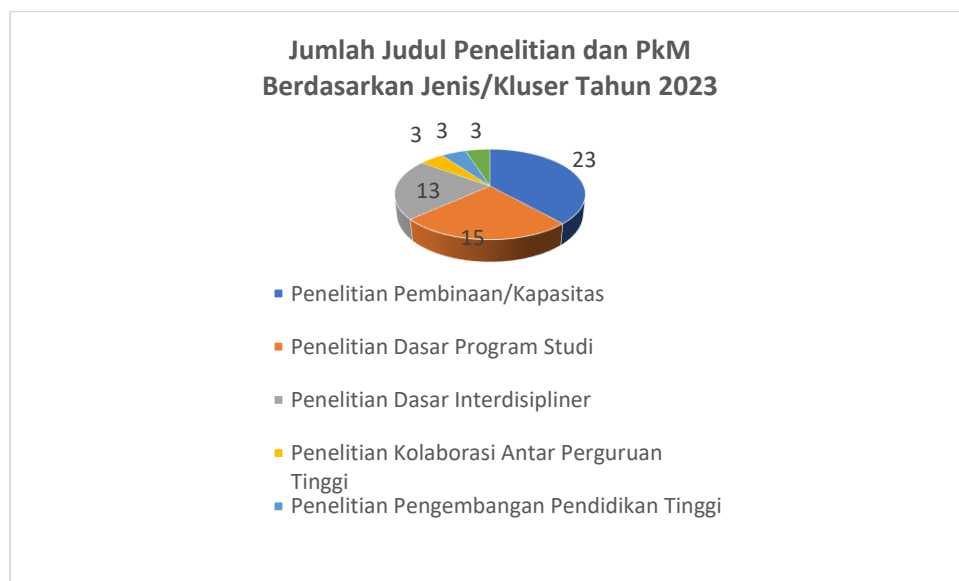 Jumlah Judul Penelitian dan PkM
Berdasarkan Jenis/Kluser Tahun 2023
3
3
3
23
13
15
Penelitian Pembinaan/Kapasitas
Penelitian Dasar Program Studi
Penelitian Dasar Interdisipliner
Penelitian Kolaborasi Antar Perguruan
Tinggi
Penelitian Pengembangan Pendidikan Tinggi